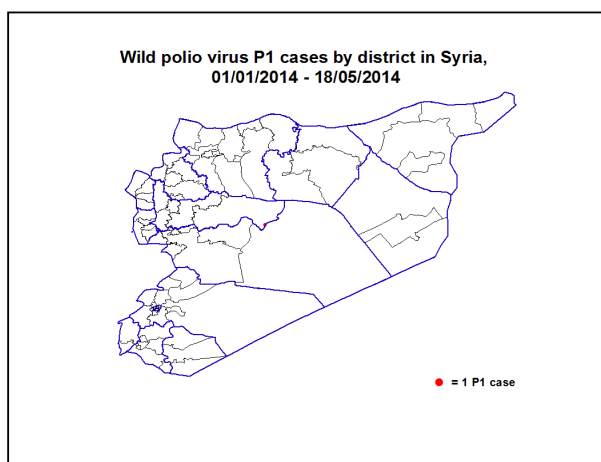 Wild polio virus P1 cases by district in Syria,
01/01/2014 - 18/05/2014
= 1 P1 case